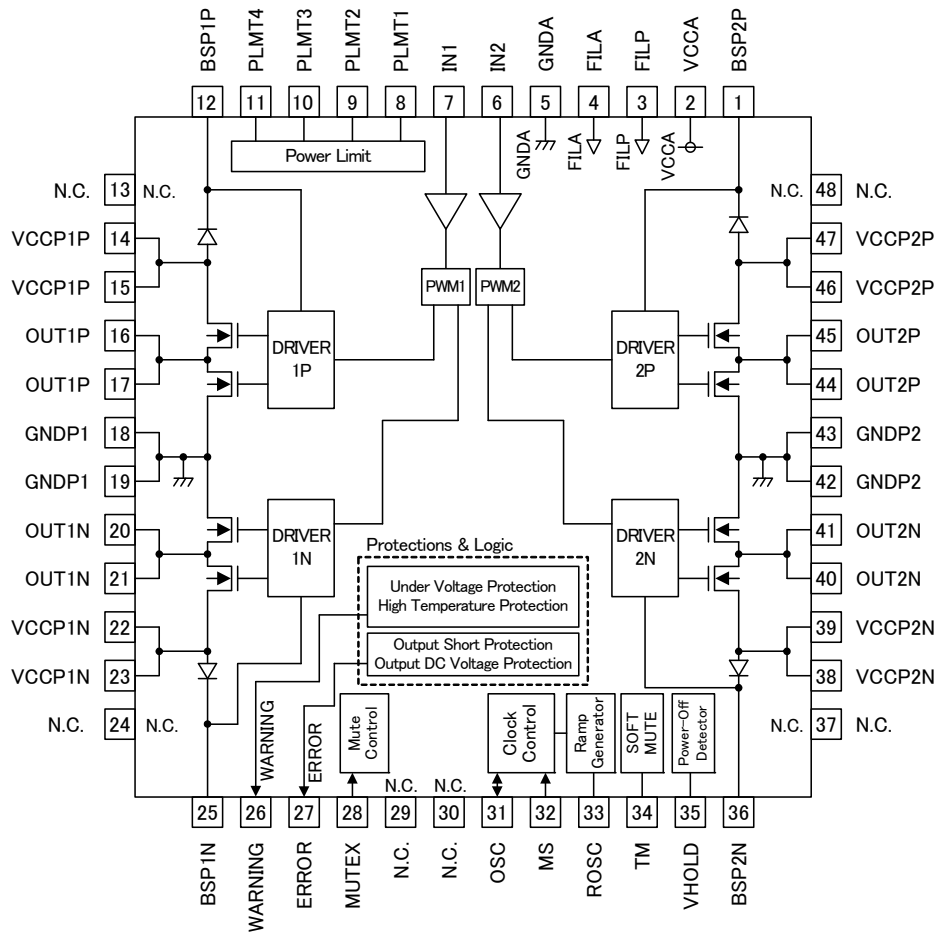 BSP1P
PLMT4
PLMT3
PLMT2
PLMT1
IN1
IN2
GNDA
FILA
FILP
VCCA
BSP2P
12
11
10
9
8
7
6
5
4
3
2
1
Power Limit
GNDA
FILA
FILP
VCCA
N.C. 13 N.C.
N.C. 48 N.C.
VCCP1P 14
47 VCCP2P
VCCP1P 15
46 VCCP2P
PWM1
PWM2
OUT1P 16
45 OUT2P
DRIVER
1P
DRIVER
2P
OUT1P 17
44 OUT2P
GNDP1 18
43 GNDP2
GNDP1 19
42 GNDP2
OUT1N 20
41 OUT2N
DRIVER
1N
DRIVER
2N
OUT1N 21
40 OUT2N
Protections & Logic
Under Voltage Protection
High Temperature Protection
Output Short Protection
Output DC Voltage Protection
VCCP1N 22
39 VCCP2N
VCCP1N 23
38 VCCP2N
N.C. 24 N.C.
N.C. 37 N.C.
WARNING
ERROR
Mute
Control
N.C.
N.C.
Clock
Control
Ramp
Generator
SOFT
MUTE
Power-Off
Detector
25
26
27
28
29
30
31
32
33
34
35
36
BSP1N
WARNING
ERROR
MUTEX
N.C.
N.C.
OSC
MS
ROSC
TM
VHOLD
BSP2N